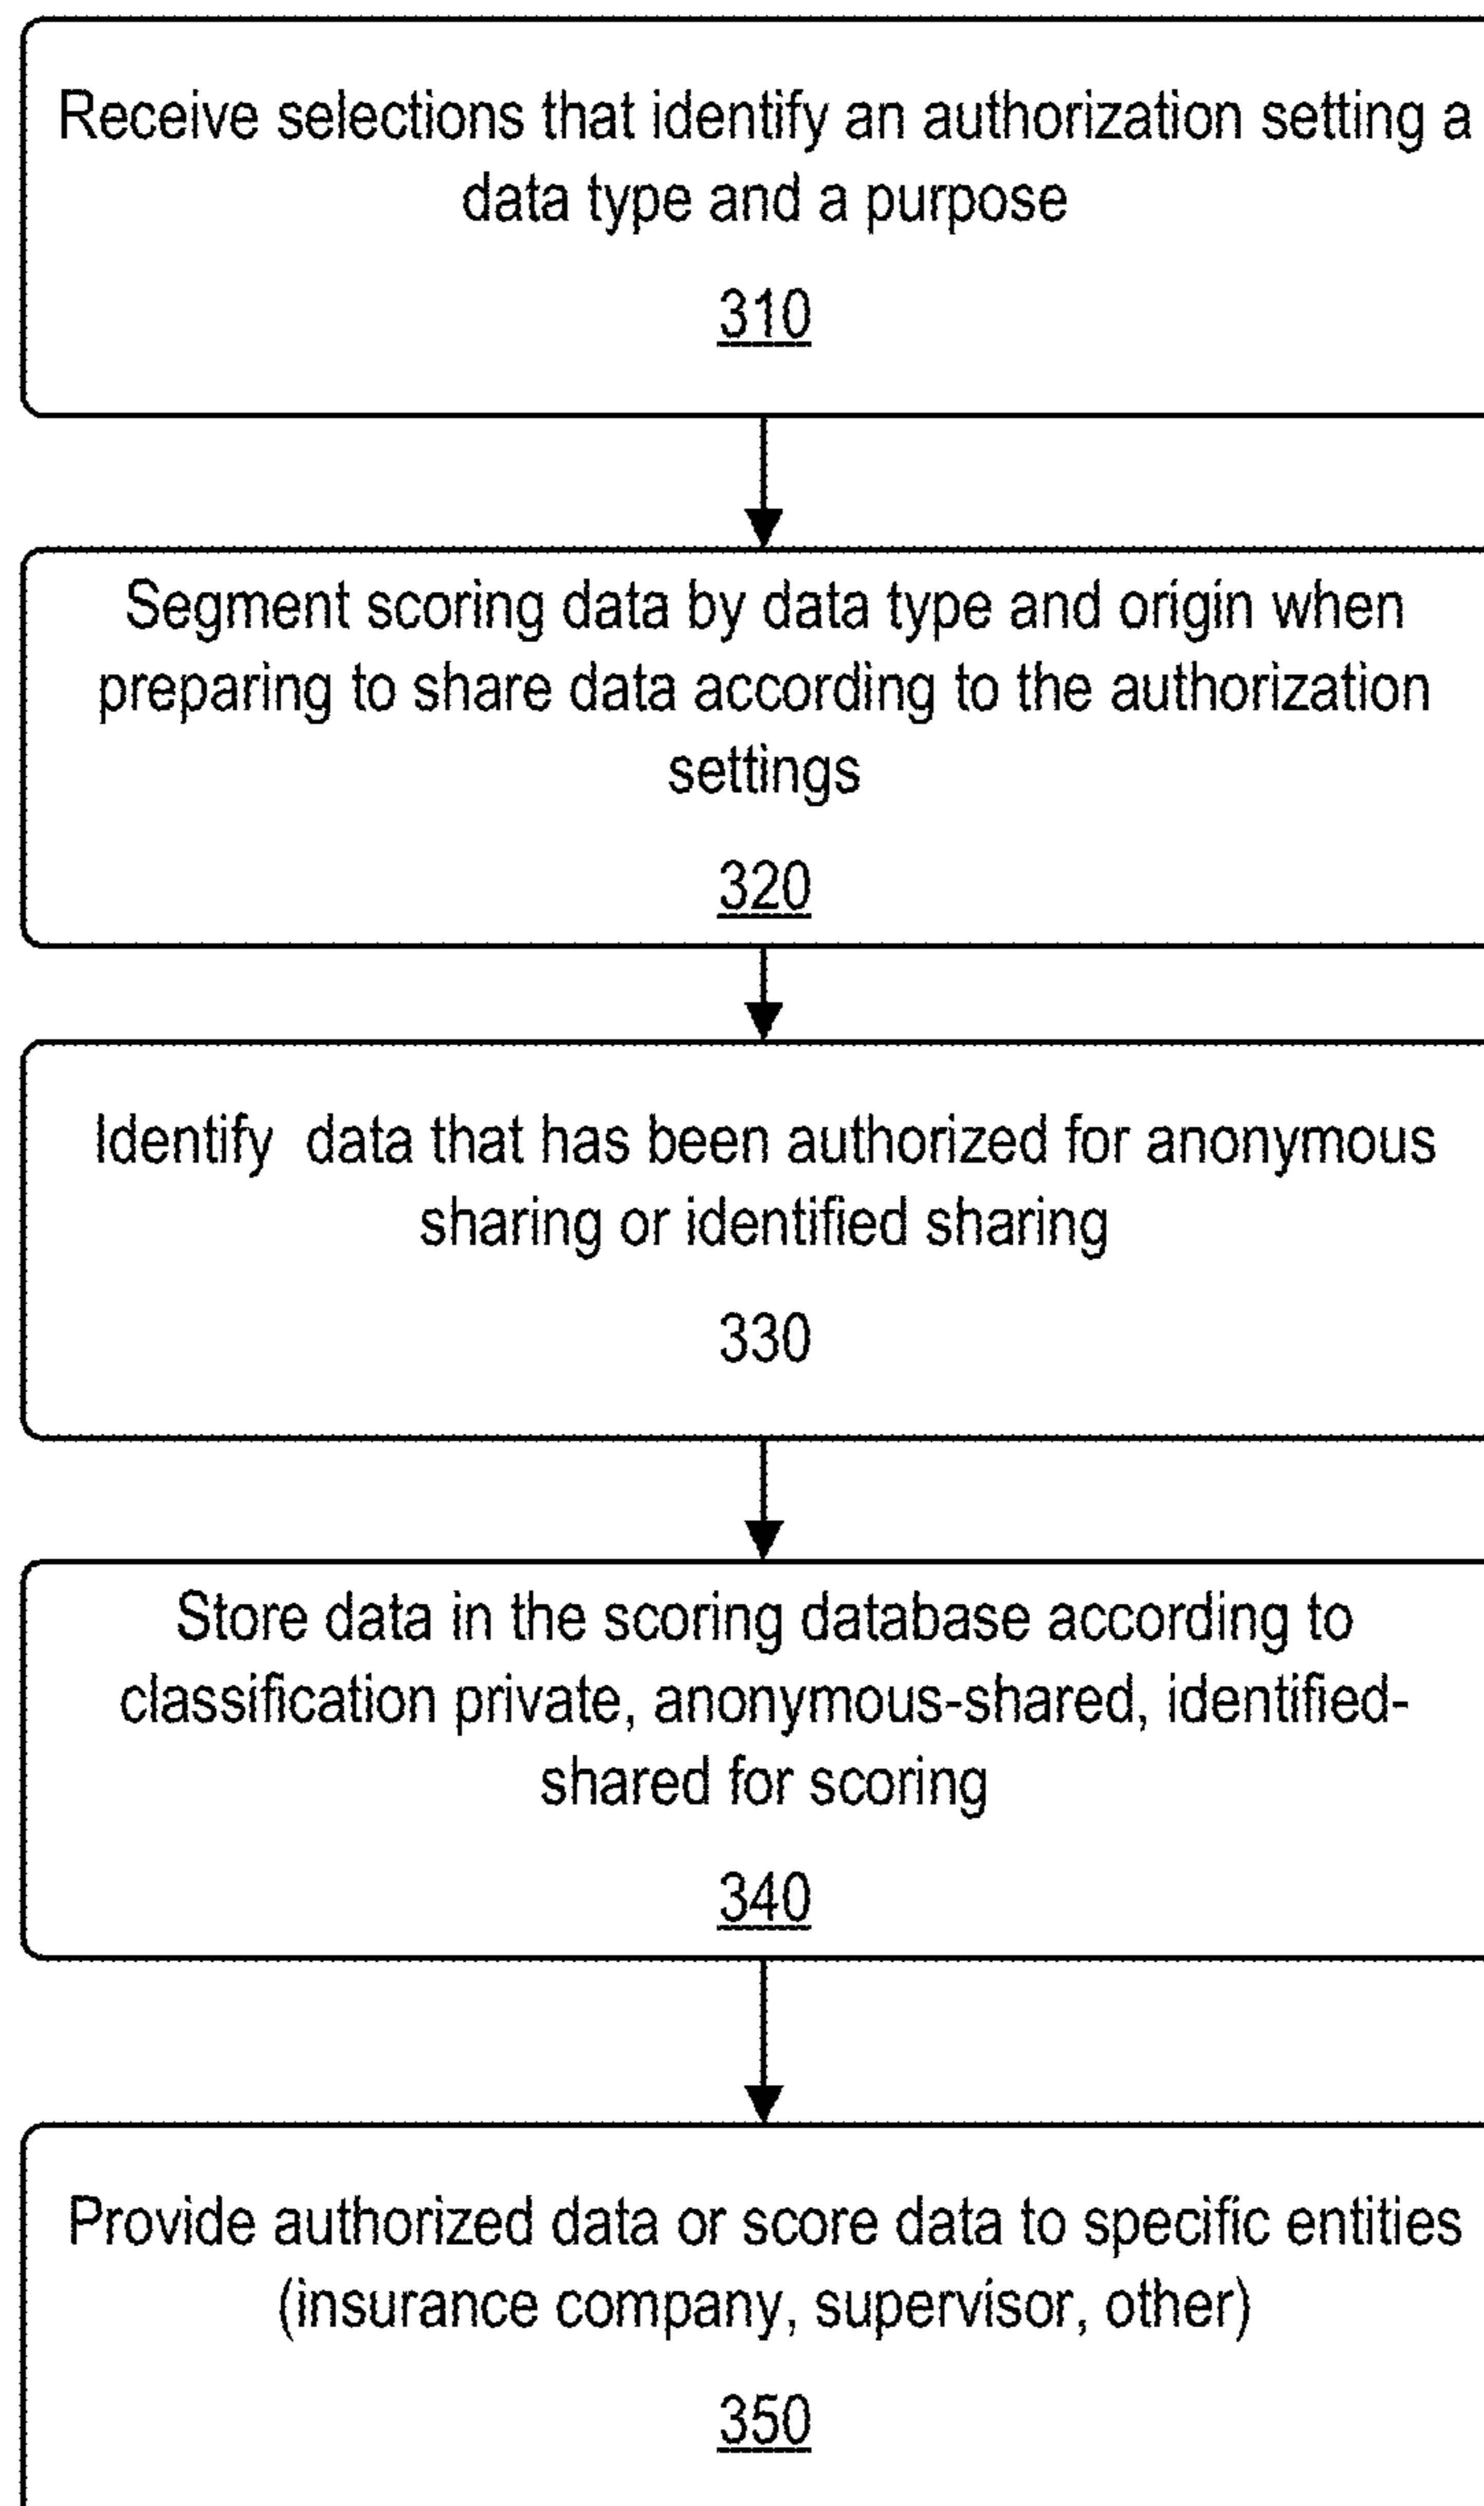 Receive selections that identify an authorization setting a
data type and a purpose
310
Segment scoring data by data type and origin when
preparing to share data according to the authorization
settings
320
Identify  data that has been authorized for anonymous
sharing or identified sharing
330
Store data in the scoring database according to
classification private, anonymous-shared, identified-
shared for scoring
340
Provide authorized data or score data to specific entities
(insurance company, supervisor, other)
350